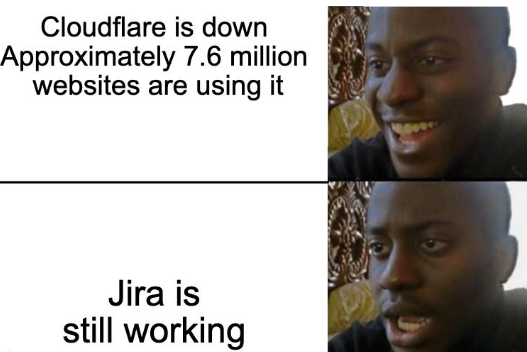 Cloudflare is down
Approximately 7.6 million
websites are using it
Jira is
still working